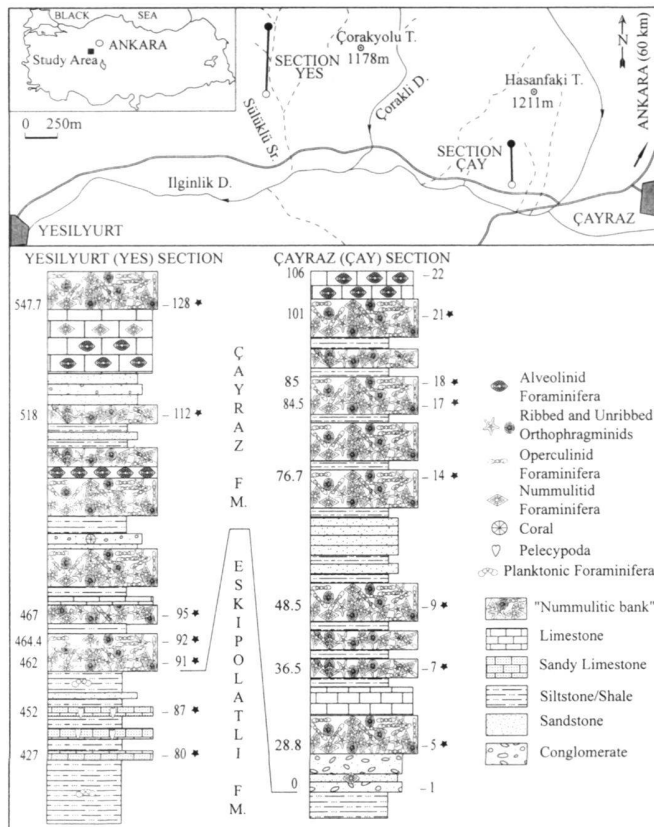 BLACK SEA
ANKARA
Study Area
0 250m
SECTION
YES
Çorakyolu T.
1178m
Hasanfaki T.
1211m
N
ANKARA (60 km)
Sülüklü Sr.
Çorakli D.
SECTION
ÇAY
Ilginlik D.
YESILYURT
ÇAYRAZ
YESILYURT (YES) SECTION
547.7
128
518
112
467
95
464.4
92
462
91
452
87
427
80
ÇAYRAZ FM.
ESKIPOLATLI FM.
ÇAYRAZ (ÇAY) SECTION
106
22
101
21
85
18
84.5
17
76.7
14
48.5
9
36.5
7
28.8
5
0
1
Alveolinid
Foraminifera
Ribbed and Unribbed
Orthophragminids
Operculinid
Foraminifera
Nummulitid
Foraminifera
Coral
Pelecypoda
Planktonic Foraminifera
"Nummulitic bank"
Limestone
Sandy Limestone
Siltstone/Shale
Sandstone
Conglomerate